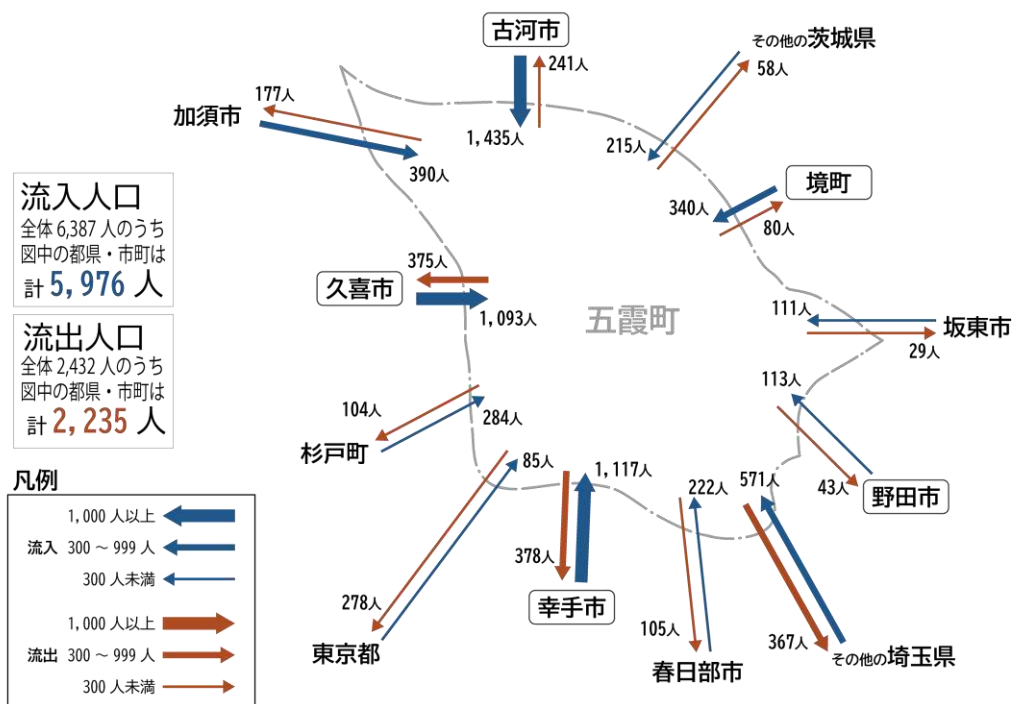 古河市
241人
1,435人
その他の茨城県
58人
215人
177人
加須市
390人
境町
340人
80人
流入人口
全体6,387人のうち
図中の都県・市町は
計5,976人
375人
久喜市
1,093人
五霞町
111人
坂東市
29人
流出人口
全体2,432人のうち
図中の都県・市町は
計2,235人
104人
284人
杉戸町
113人
43人
野田市
85人
1,117人
222人
571人
378人
幸手市
278人
東京都
105人
春日部市
367人
その他の埼玉県
凡例
1,000人以上
流入 300～999人
300人未満
1,000人以上
流出 300～999人
300人未満